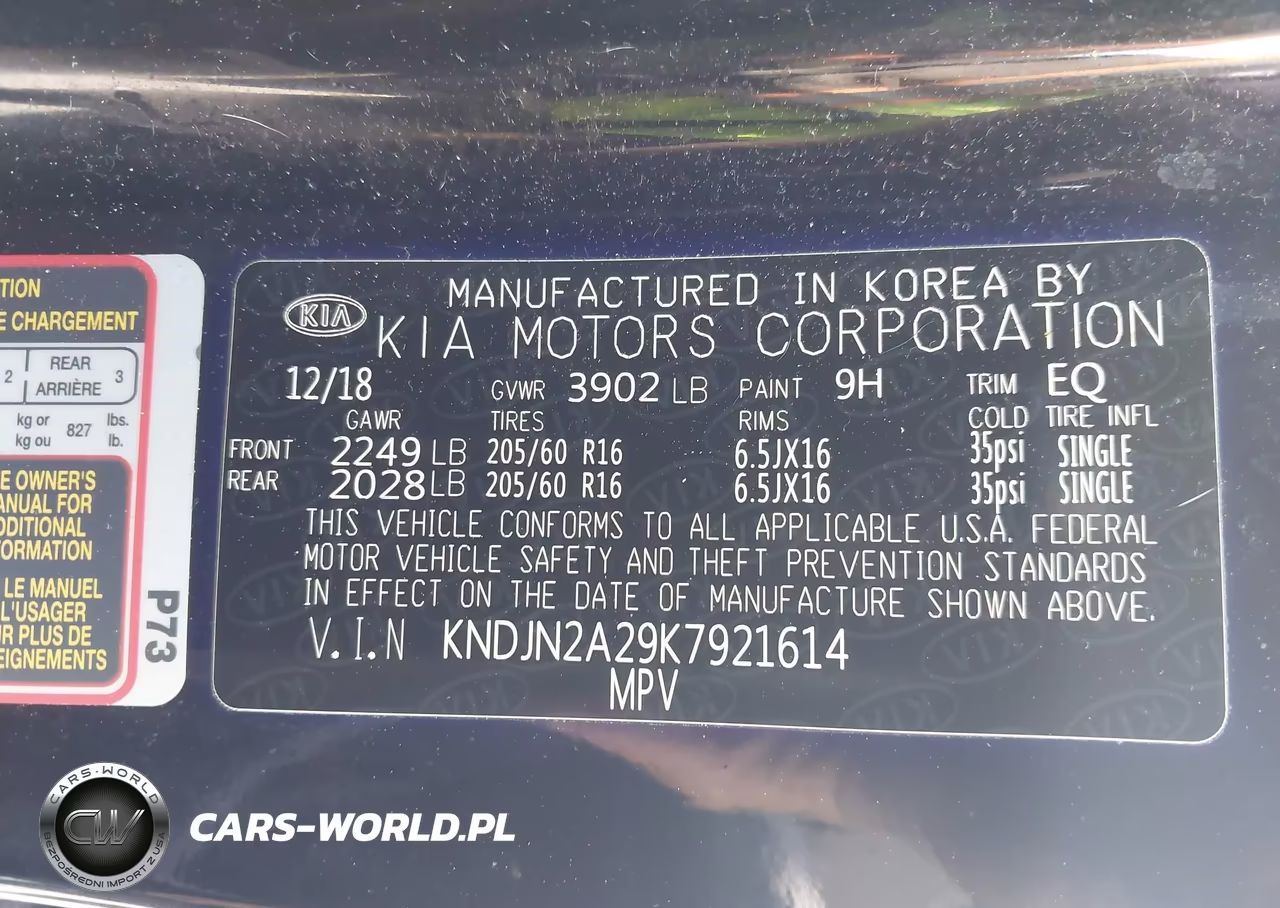 TION
E CHARGEMENT
2 REAR 3
ARRIÈRE
kg or 827 lbs.
kg ou lb.
E OWNER'S
ANUAL FOR
DDITIONAL
FORMATION
LE MANUEL
L'USAGER
UR PLUS DE
EIGNEMENTS
P73
MANUFACTURED IN KOREA BY
KIA KIA MOTORS CORPORATION
12/18 GVWR 3902 LB PAINT 9H TRIM EQ
GAWR TIRES RIMS COLD TIRE INFL
FRONT 2249 LB 205/60 R16 6.5JX16 35psi SINGLE
REAR 2028 LB 205/60 R16 6.5JX16 35psi SINGLE
THIS VEHICLE CONFORMS TO ALL APPLICABLE U.S.A. FEDERAL
MOTOR VEHICLE SAFETY AND THEFT PREVENTION STANDARDS
IN EFFECT ON THE DATE OF MANUFACTURE SHOWN ABOVE.
V.I.N KNDJN2A29K7921614
MPV
CARS-WORLD
CW
BEZPOŚREDNI IMPORT Z USA
CARS-WORLD.PL